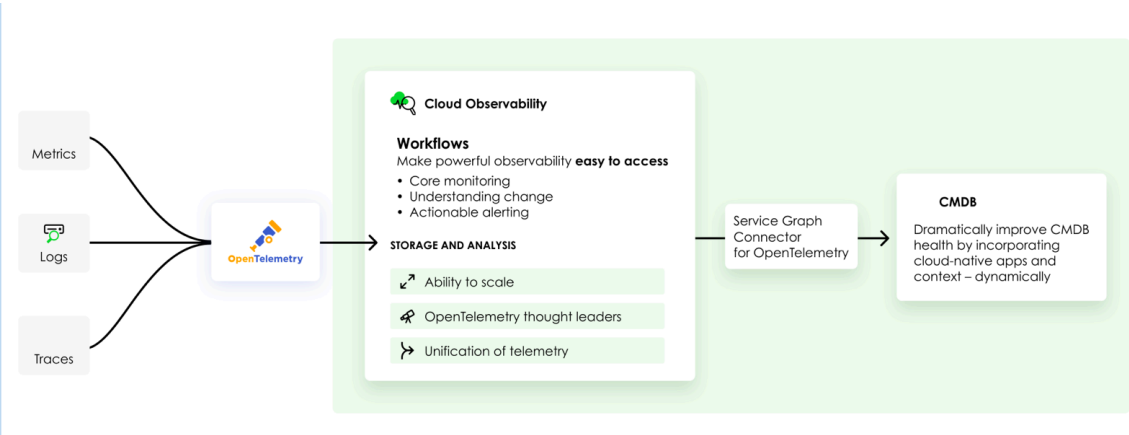 Metrics
Logs
Traces
OpenTelemetry
Cloud Observability
Workflows
Make powerful observability easy to access
• Core monitoring
• Understanding change
• Actionable alerting
STORAGE AND ANALYSIS
Ability to scale
OpenTelemetry thought leaders
Unification of telemetry
Service Graph
Connector
for OpenTelemetry
CMDB
Dramatically improve CMDB
health by incorporating
cloud-native apps and
context – dynamically